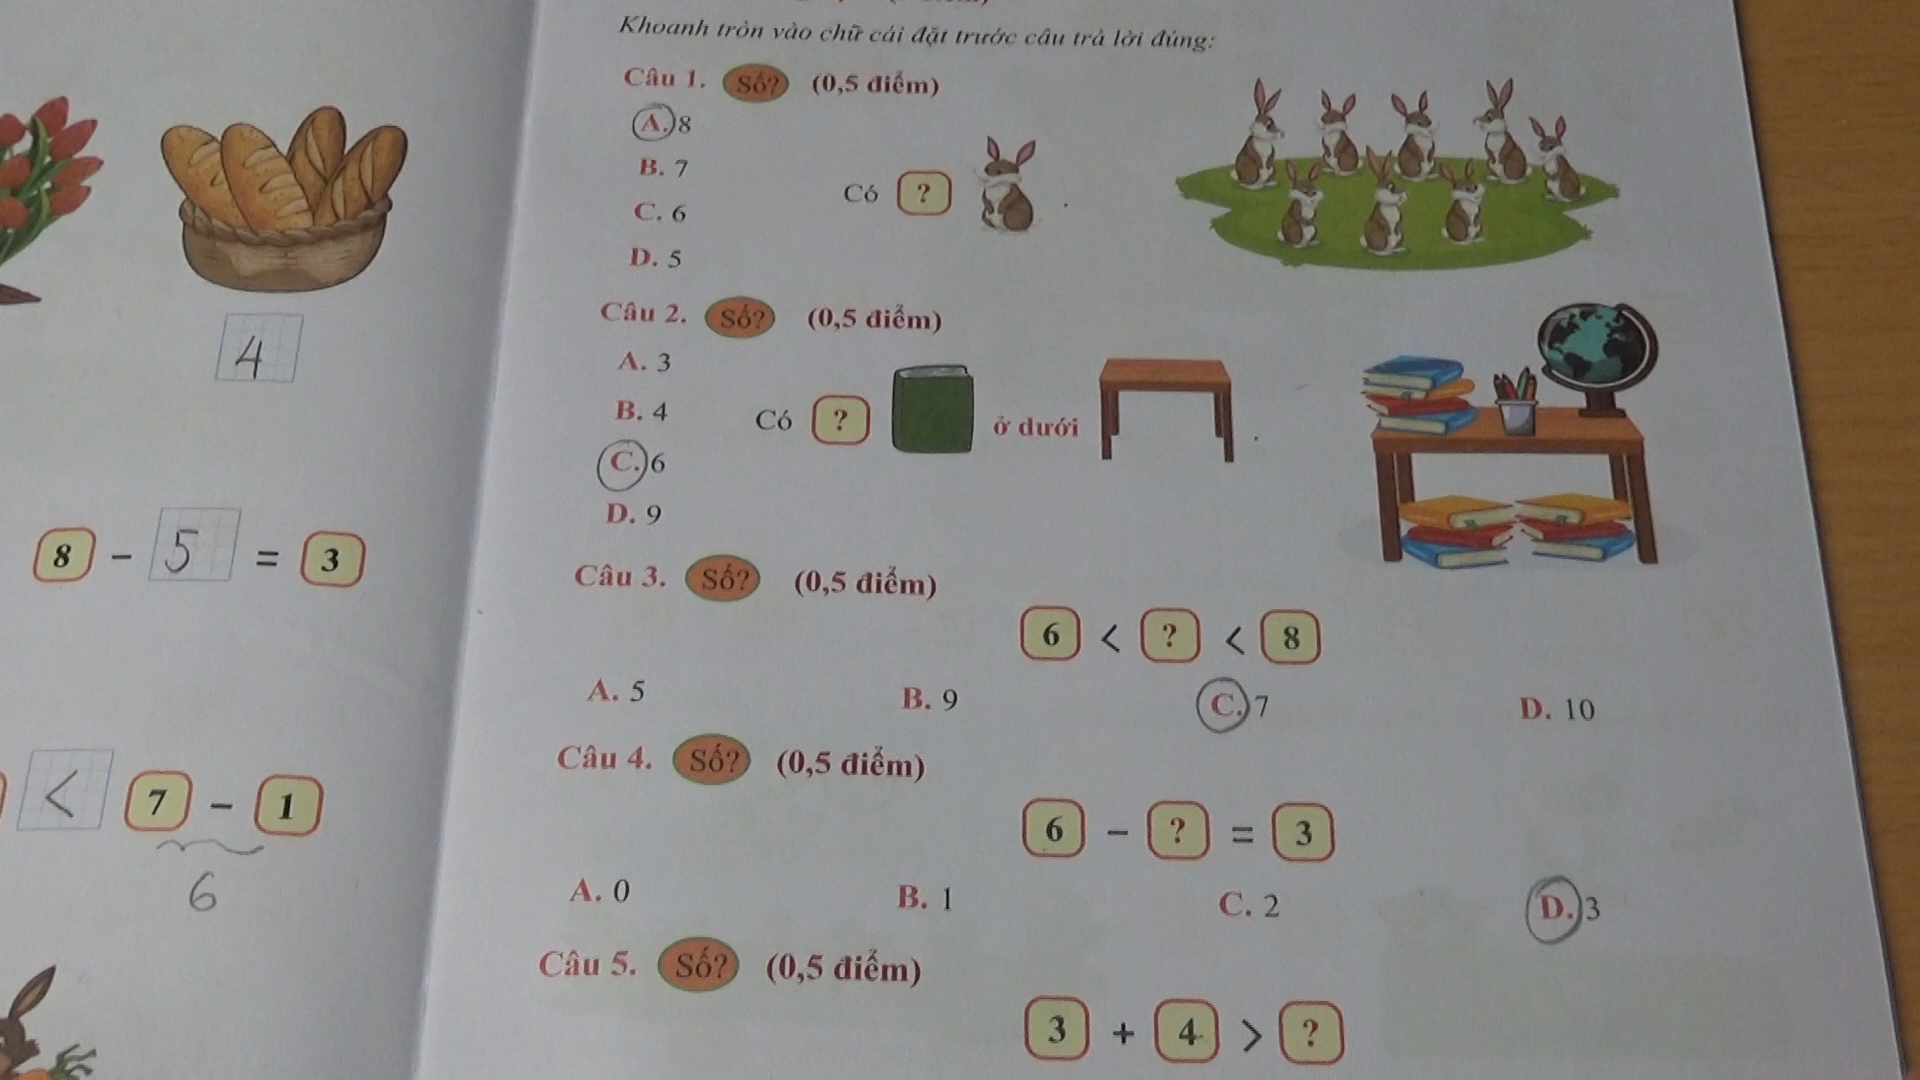 4
8 - 5 = 3
< 7 - 1
6
Khoanh tròn vào chữ cái đặt trước câu trả lời đúng:
Câu 1. Số? (0,5 điểm)
A. 8
B. 7
C. 6
D. 5
Có ? .
Câu 2. Số? (0,5 điểm)
A. 3
B. 4
C. 6
D. 9
Có ? ở dưới .
Câu 3. Số? (0,5 điểm)
6 < ? < 8
A. 5 B. 9 C. 7 D. 10
Câu 4. Số? (0,5 điểm)
6 - ? = 3
A. 0 B. 1 C. 2 D. 3
Câu 5. Số? (0,5 điểm)
3 + 4 > ?